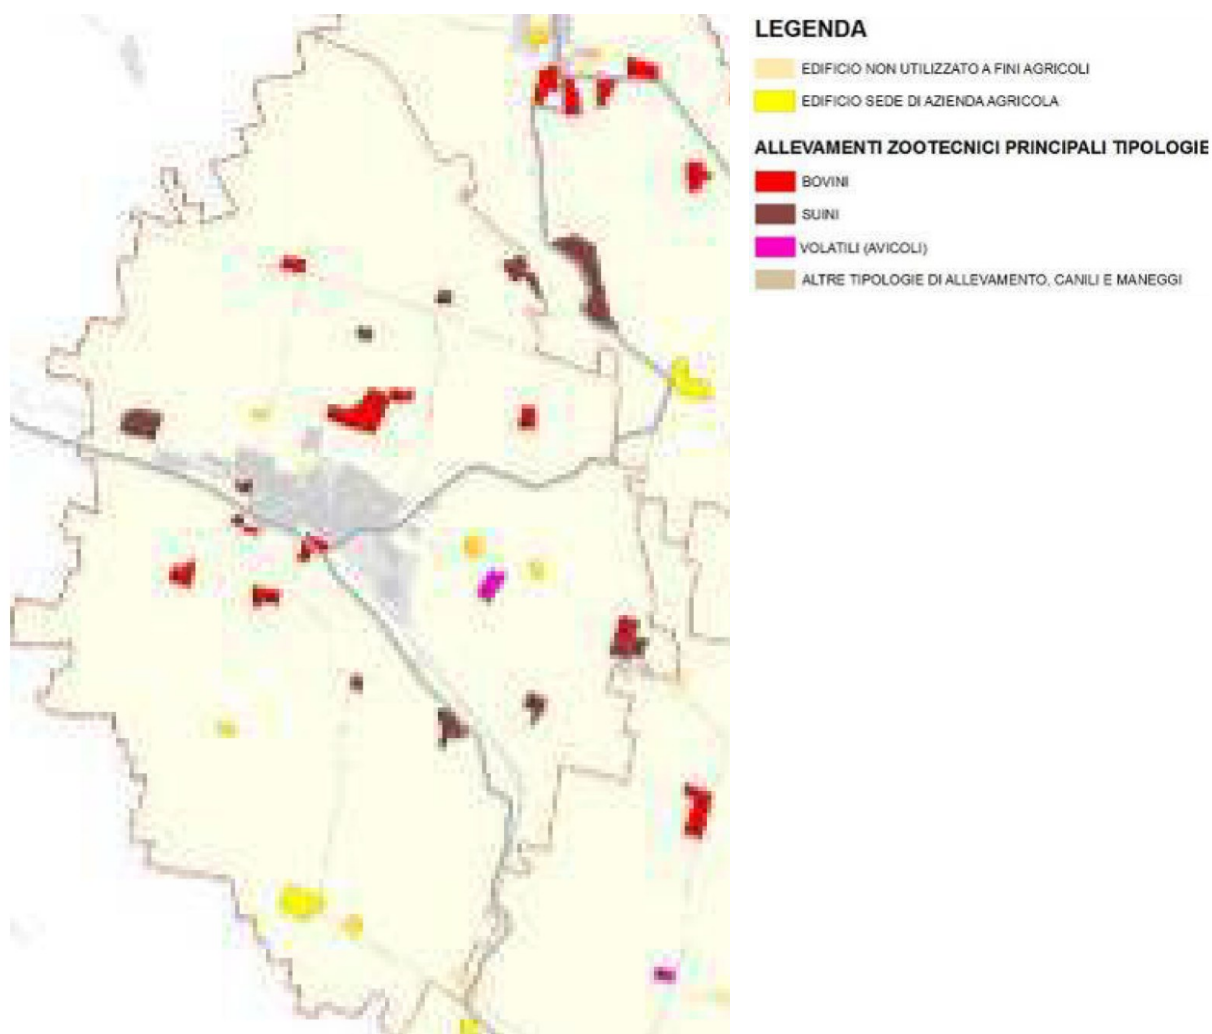 LEGENDA
EDIFICIO NON UTILIZZATO A FINI AGRICOLI
EDIFICIO SEDE DI AZIENDA AGRICOLA
ALLEVAMENTI ZOOTECNICI PRINCIPALI TIPOLOGIE
BOVINI
SUINI
VOLATILI (AVICOLI)
ALTRE TIPOLOGIE DI ALLEVAMENTO, CANILI E MANEGGI